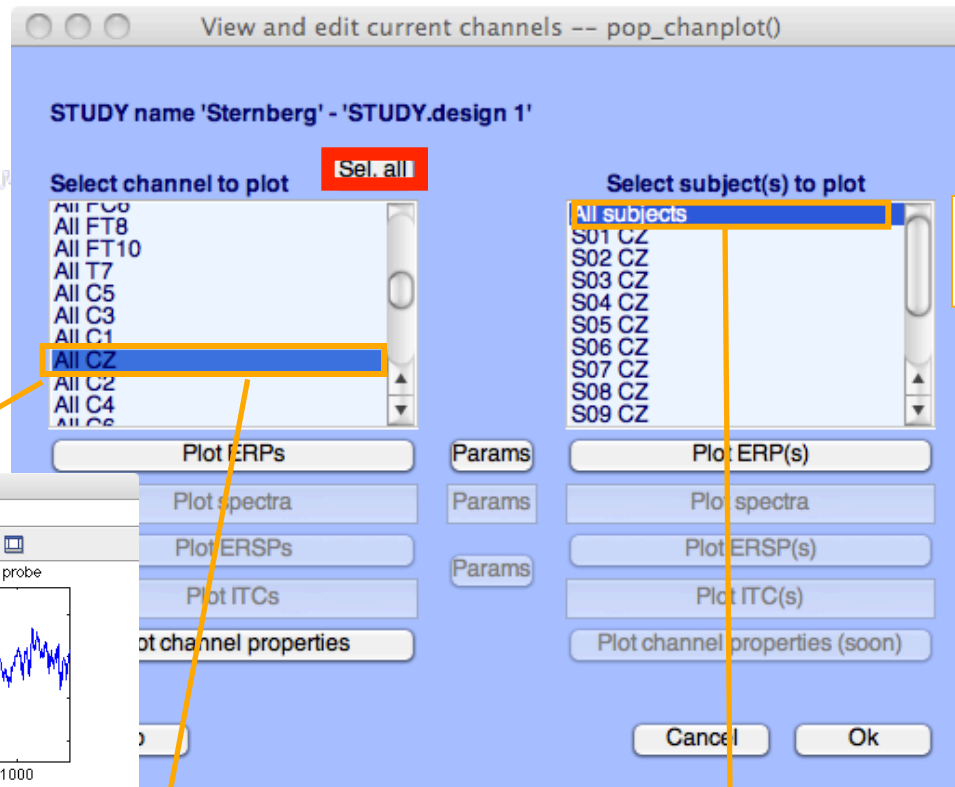 View and edit current channels -- pop_chanplot()
STUDY name 'Sternberg' - 'STUDY.design 1'
Select channel to plot
Sel. all
All FC6
All FT8
All FT10
All T7
All C5
All C3
All C1
All CZ
All C2
All C4
All C6
Select subject(s) to plot
All subjects
S01 CZ
S02 CZ
S03 CZ
S04 CZ
S05 CZ
S06 CZ
S07 CZ
S08 CZ
S09 CZ
Plot ERPs
Params
Plot ERP(s)
Plot spectra
Params
Plot spectra
Plot ERSPs
Params
Plot ERSP(s)
Plot ITCs
Plot ITC(s)
ot channel properties
Plot channel properties (soon)
probe
1000
Cancel
Ok